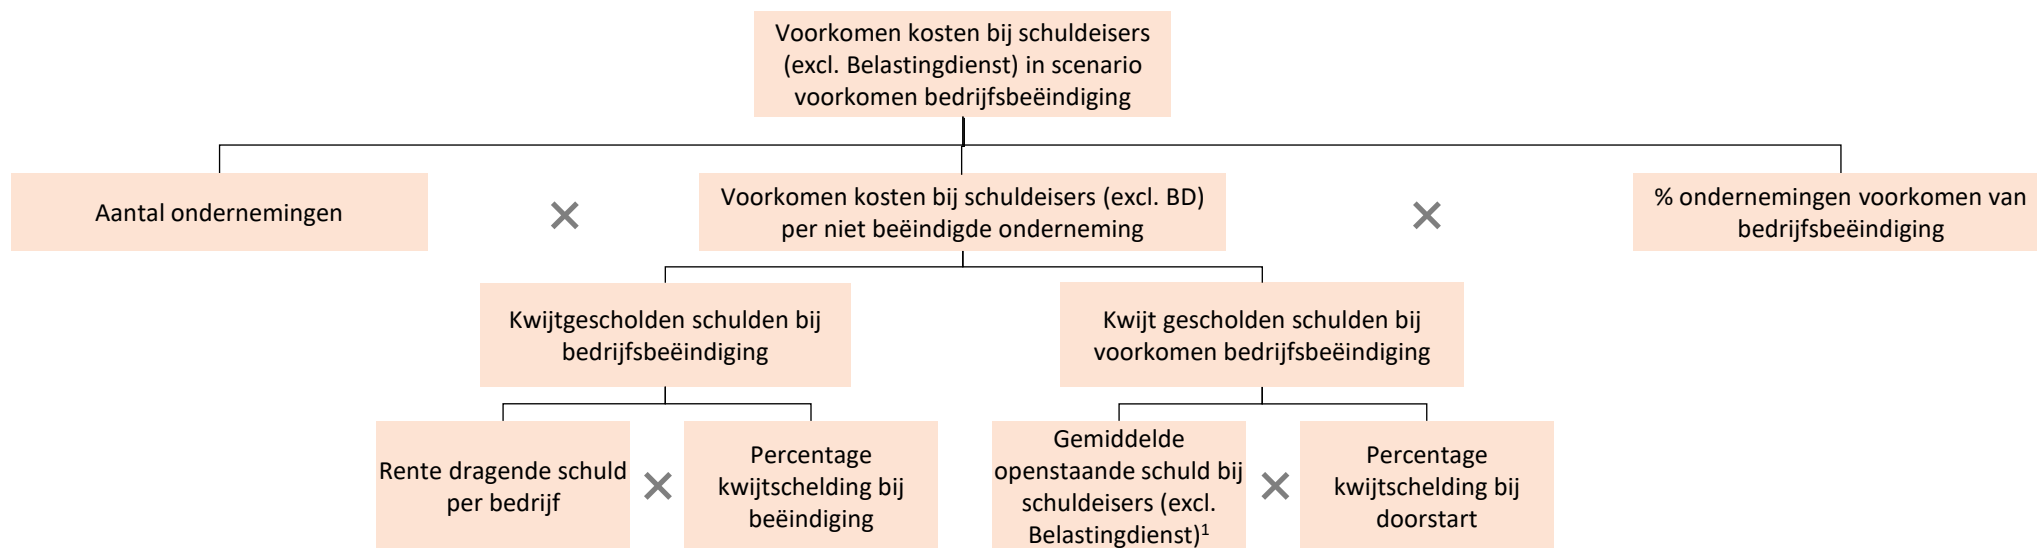 Voorkomen kosten bij schuldeisers
(excl. Belastingdienst) in scenario
voorkomen bedrijfsbeëindiging
Aantal ondernemingen
Voorkomen kosten bij schuldeisers (excl. BD)
per niet beëindigde onderneming
% ondernemingen voorkomen van
bedrijfsbeëindiging
Kwijtgescholden schulden bij
bedrijfsbeëindiging
Kwijt gescholden schulden bij
voorkomen bedrijfsbeëindiging
Rente dragende schuld
per bedrijf
Percentage
kwijtschelding bij
beëindiging
Gemiddelde
openstaande schuld bij
schuldeisers (excl.
Belastingdienst)¹
Percentage
kwijtschelding bij
doorstart